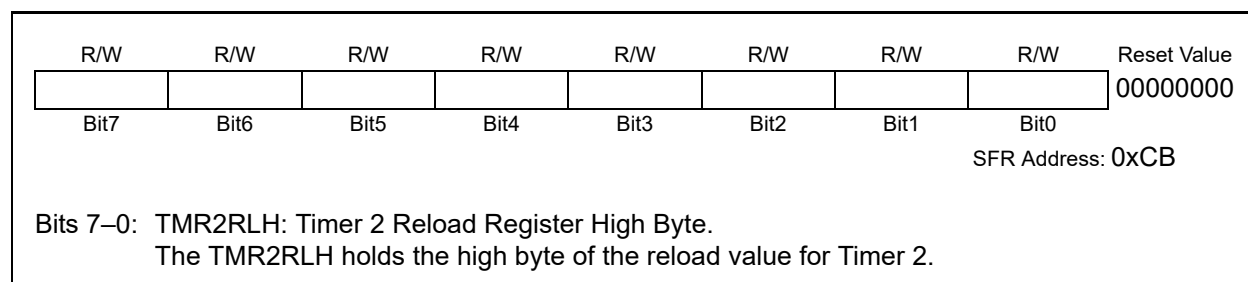 R/W R/W R/W R/W R/W R/W R/W R/W Reset Value
00000000
Bit7 Bit6 Bit5 Bit4 Bit3 Bit2 Bit1 Bit0
SFR Address: 0xCB
Bits 7–0: TMR2RLH: Timer 2 Reload Register High Byte.
The TMR2RLH holds the high byte of the reload value for Timer 2.